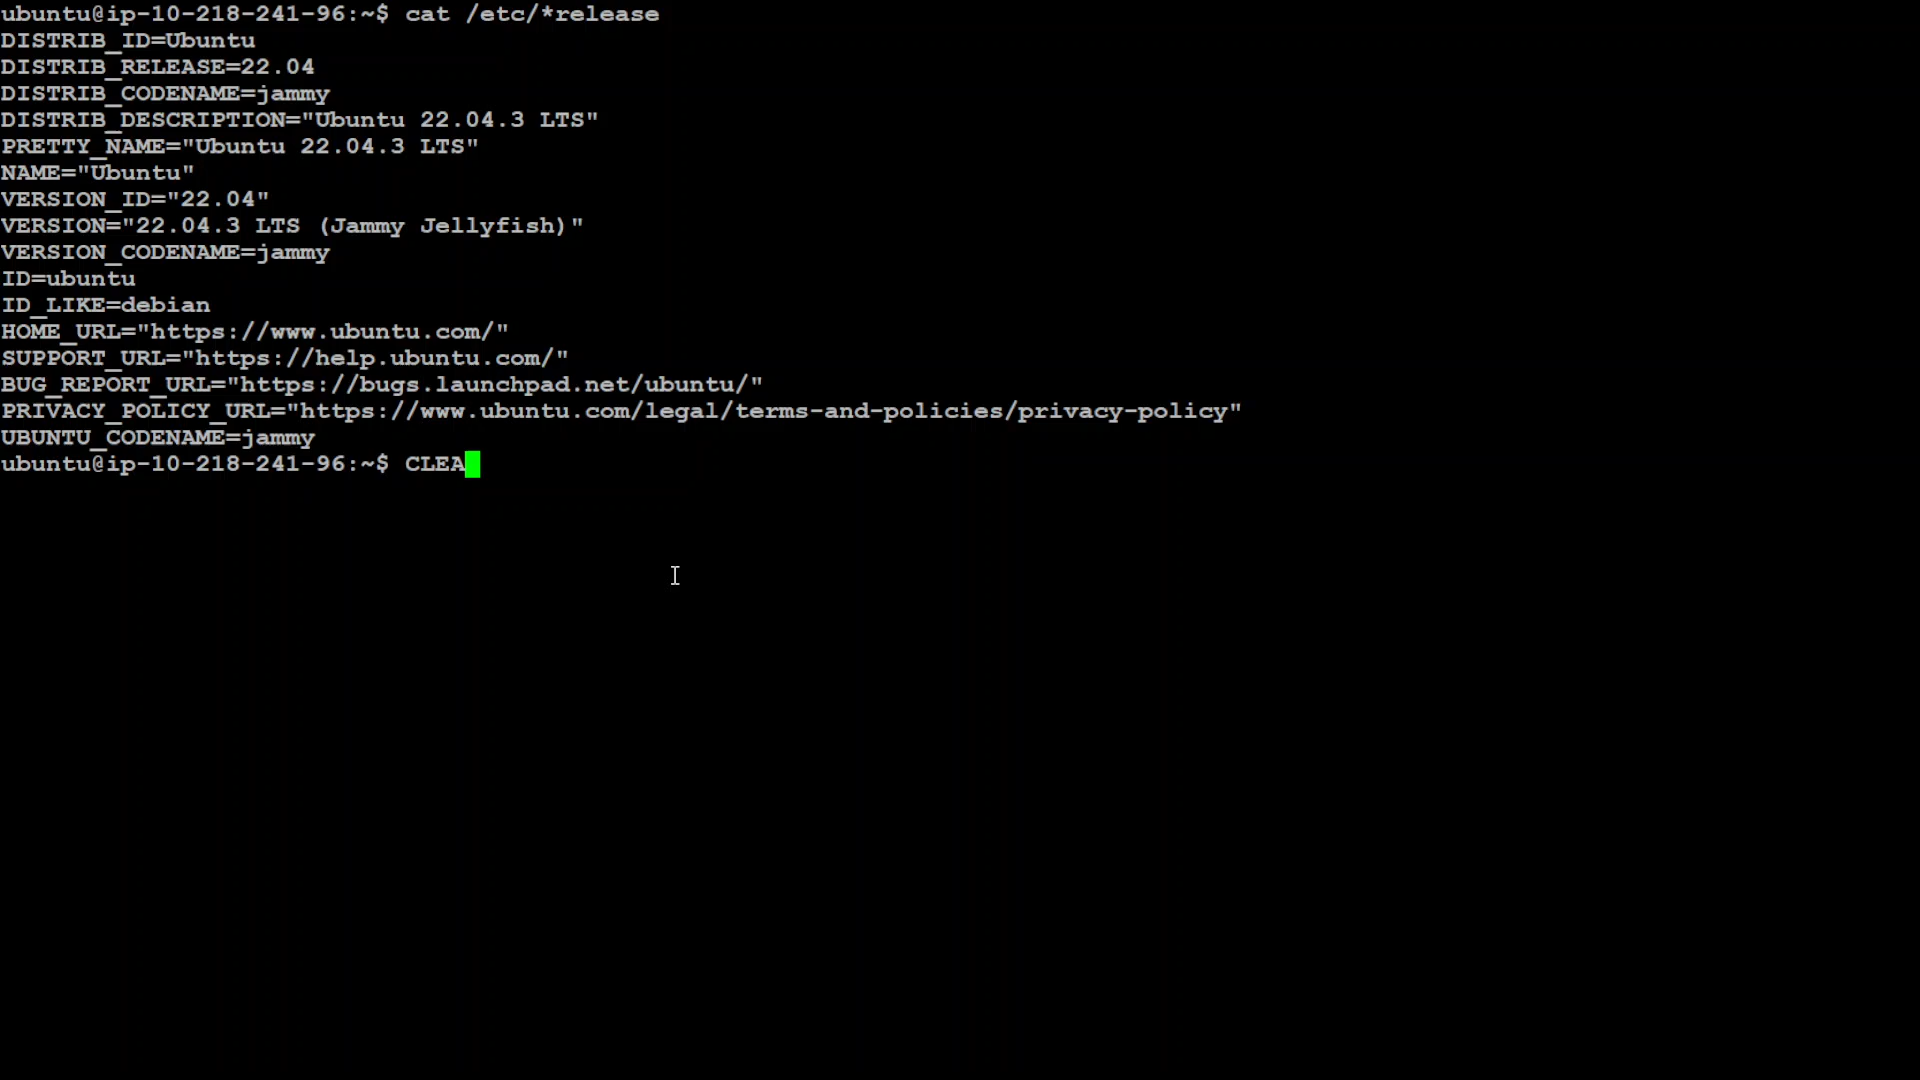 ubuntu@ip-10-218-241-96:~$ cat /etc/*release
DISTRIB_ID=Ubuntu
DISTRIB_RELEASE=22.04
DISTRIB_CODENAME=jammy
DISTRIB_DESCRIPTION="Ubuntu 22.04.3 LTS"
PRETTY_NAME="Ubuntu 22.04.3 LTS"
NAME="Ubuntu"
VERSION_ID="22.04"
VERSION="22.04.3 LTS (Jammy Jellyfish)"
VERSION_CODENAME=jammy
ID=ubuntu
ID_LIKE=debian
HOME_URL="https://www.ubuntu.com/"
SUPPORT_URL="https://help.ubuntu.com/"
BUG_REPORT_URL="https://bugs.launchpad.net/ubuntu/"
PRIVACY_POLICY_URL="https://www.ubuntu.com/legal/terms-and-policies/privacy-policy"
UBUNTU_CODENAME=jammy
ubuntu@ip-10-218-241-96:~$ CLEA